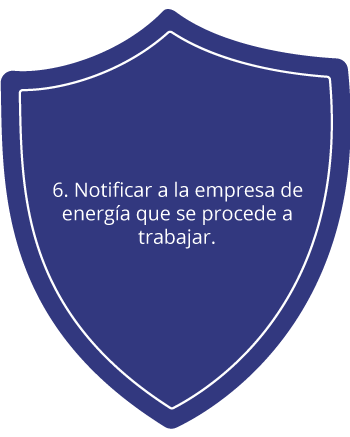 6. Notificar a la empresa de
energía que se procede a
trabajar.